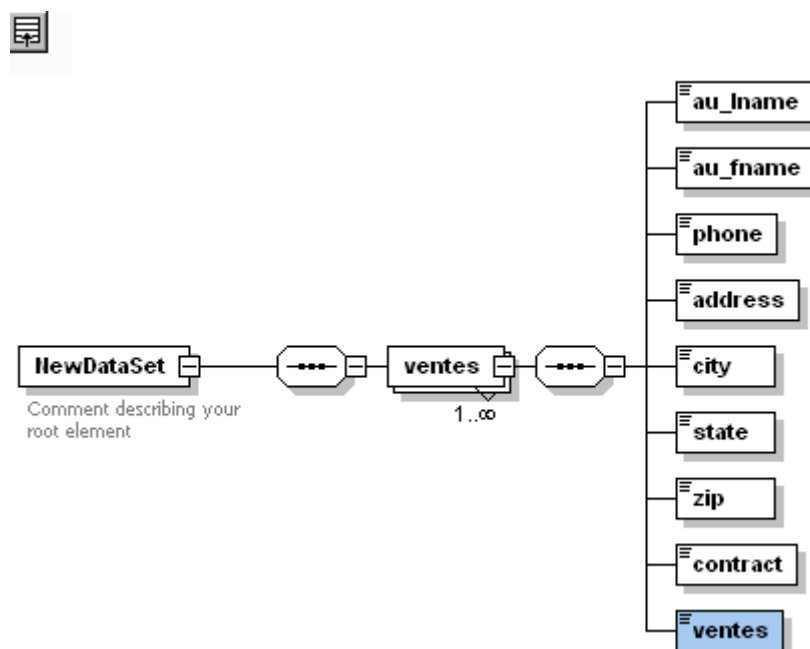 au_lname
au_fname
phone
address
NewDataSet
ventes
city
Comment describing your
root element
1..∞
state
zip
contract
ventes